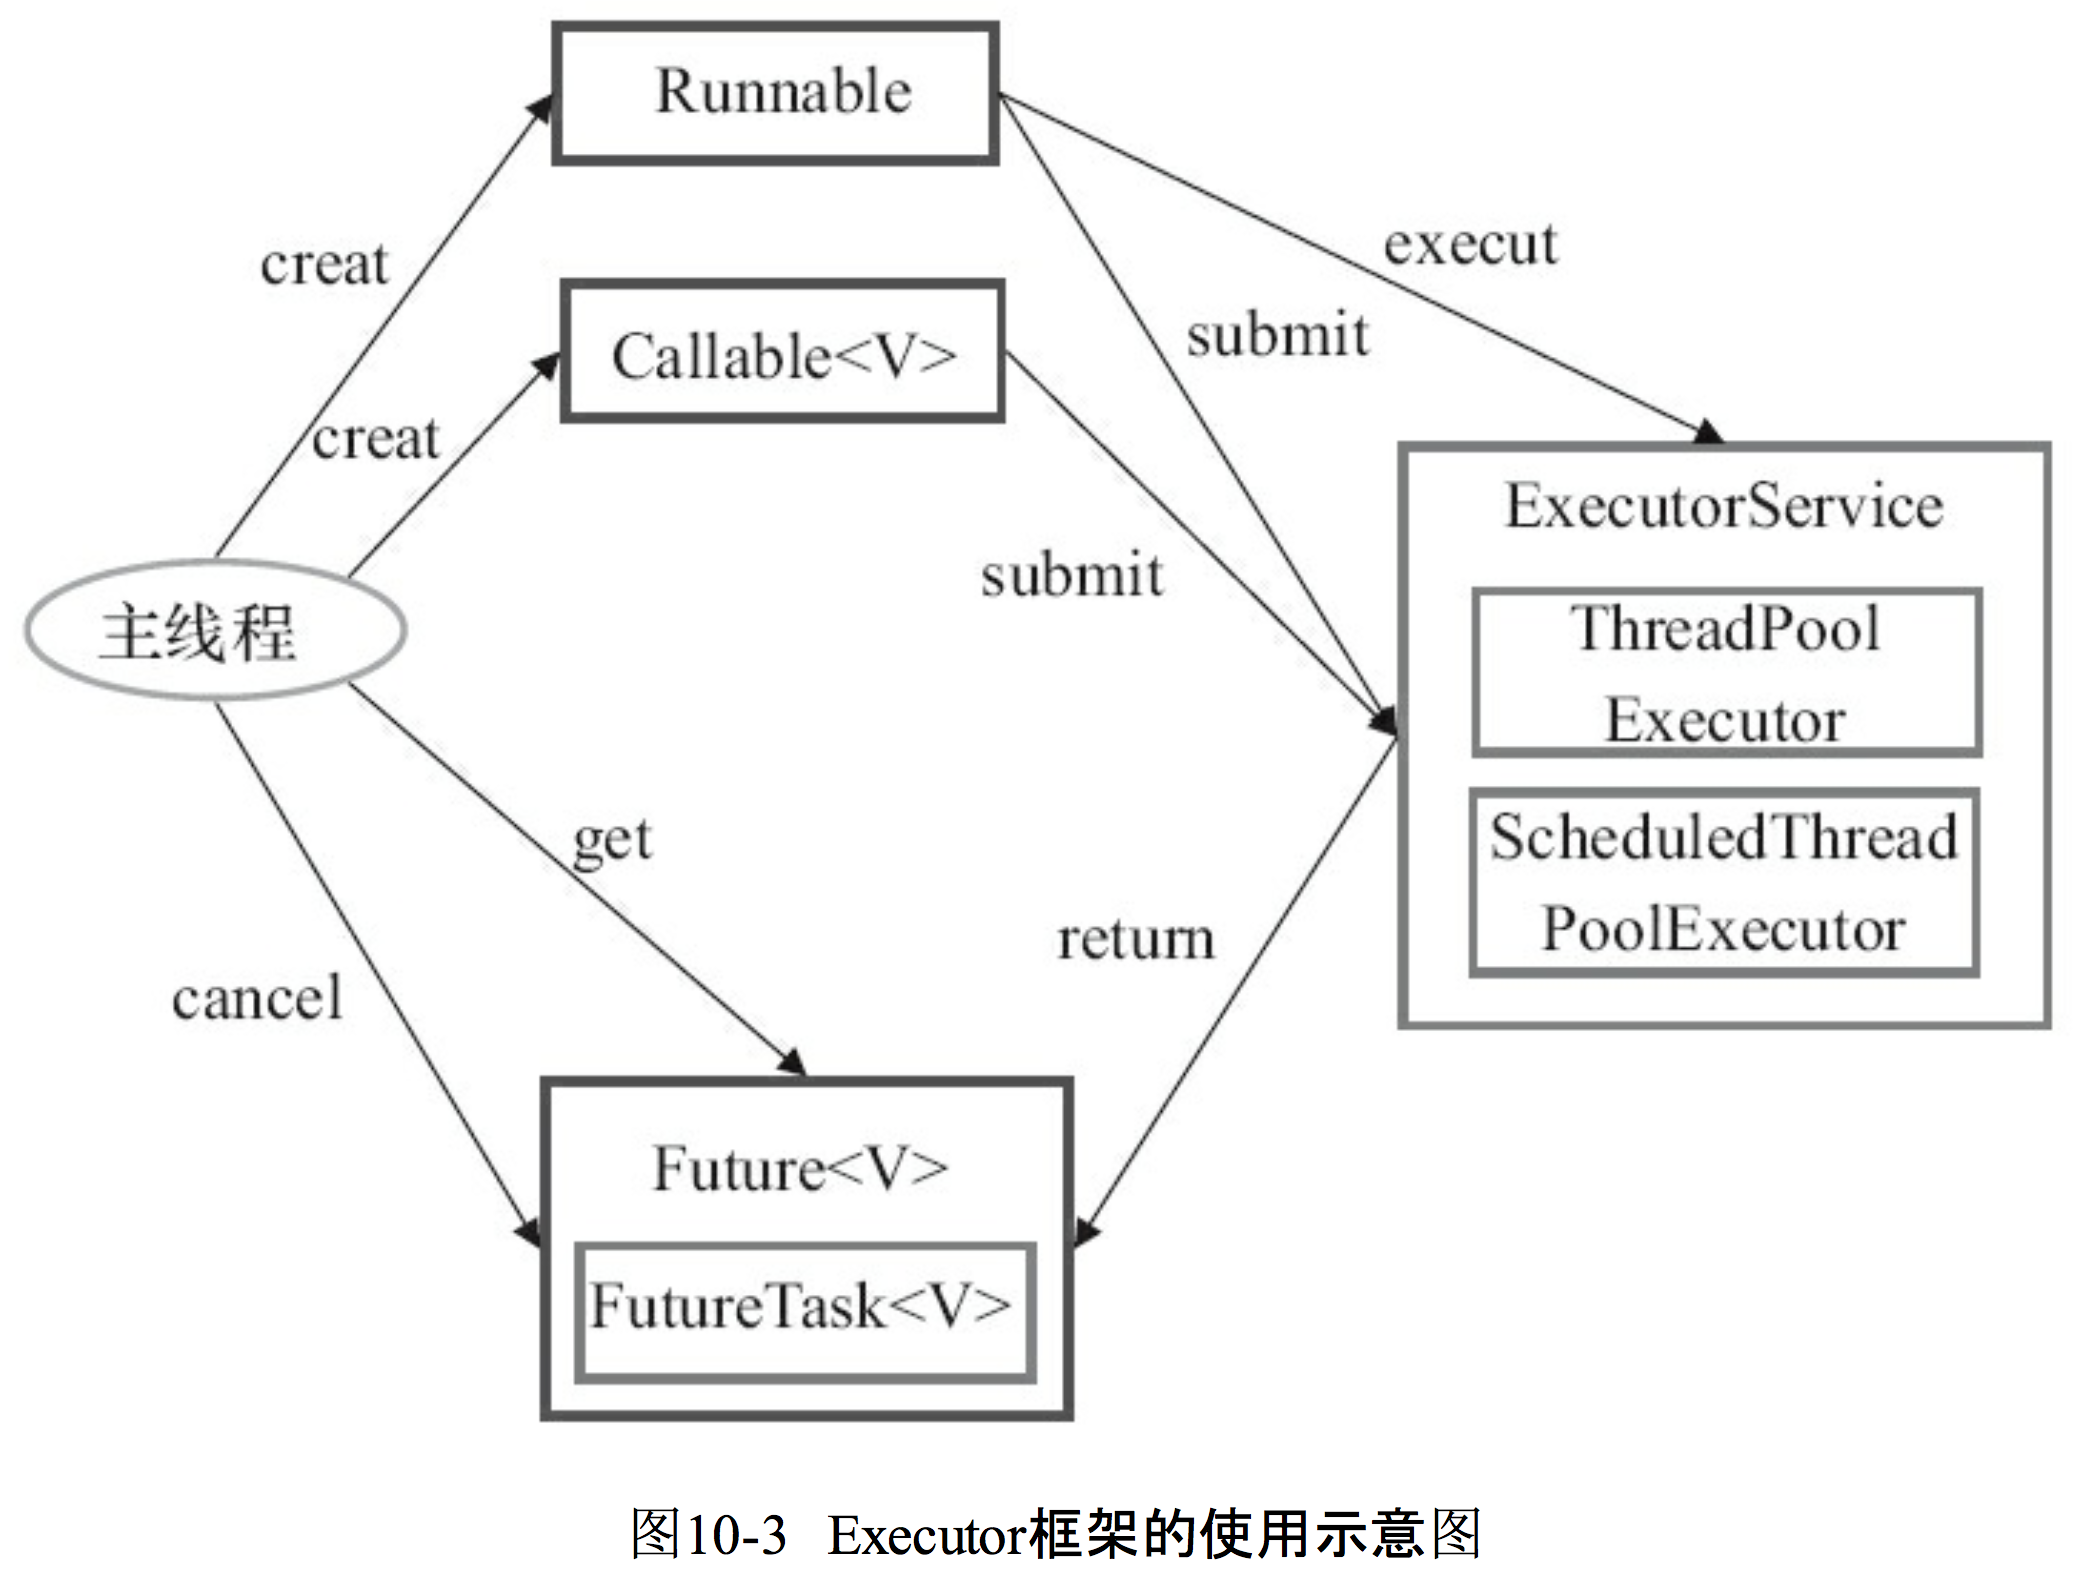 Runnable
creat
execut
submit
Callable<V>
creat
ExecutorService
submit
ThreadPool
Executor
主线程
ScheduledThread
PoolExecutor
get
return
cancel
Future<V>
FutureTask<V>
图10-3 Executor框架的使用示意图